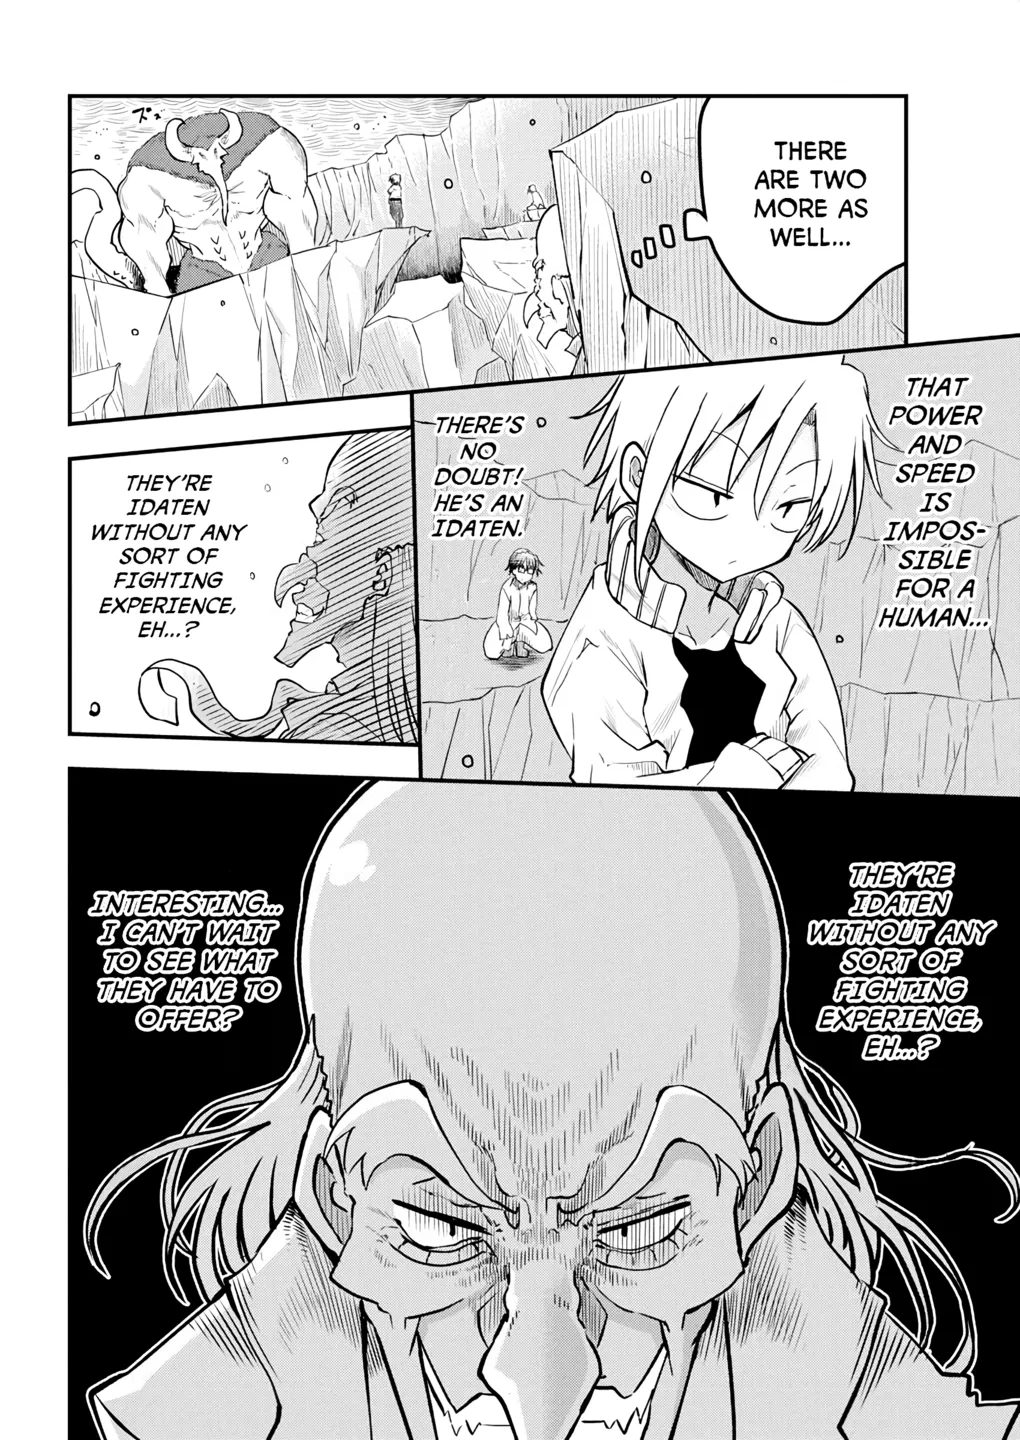 ズズ
THERE
ARE TWO
MORE AS
WELL...
THAT
POWER
AND
SPEED
IS
IMPOS-
SIBLE
FOR A
HUMAN...
THERE'S
NO
DOUBT!
HE'S AN
IDATEN.
THEY'RE
IDATEN
WITHOUT ANY
SORT OF
FIGHTING
EXPERIENCE,
EH...?
THEY'RE
IDATEN
WITHOUT ANY
SORT OF
FIGHTING
EXPERIENCE,
EH...?
INTERESTING...
I CAN'T WAIT
TO SEE WHAT
THEY HAVE TO
OFFER?